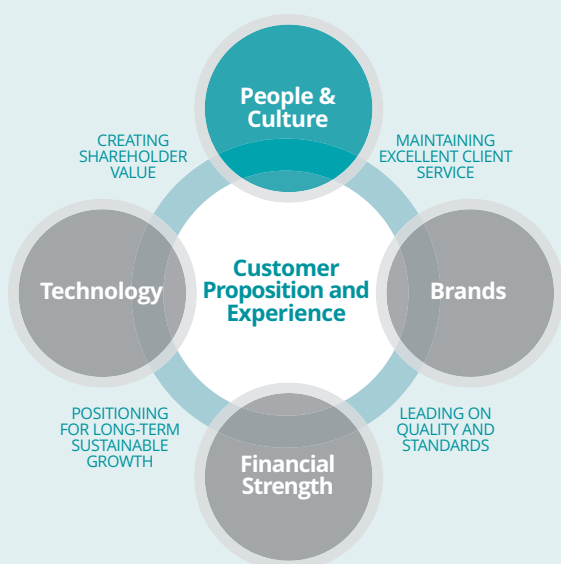 People &
Culture
CREATING
SHAREHOLDER
VALUE
MAINTAINING
EXCELLENT CLIENT
SERVICE
Technology
Customer
Proposition and
Experience
Brands
POSITIONING
FOR LONG-TERM
SUSTAINABLE
GROWTH
LEADING ON
QUALITY AND
STANDARDS
Financial
Strength